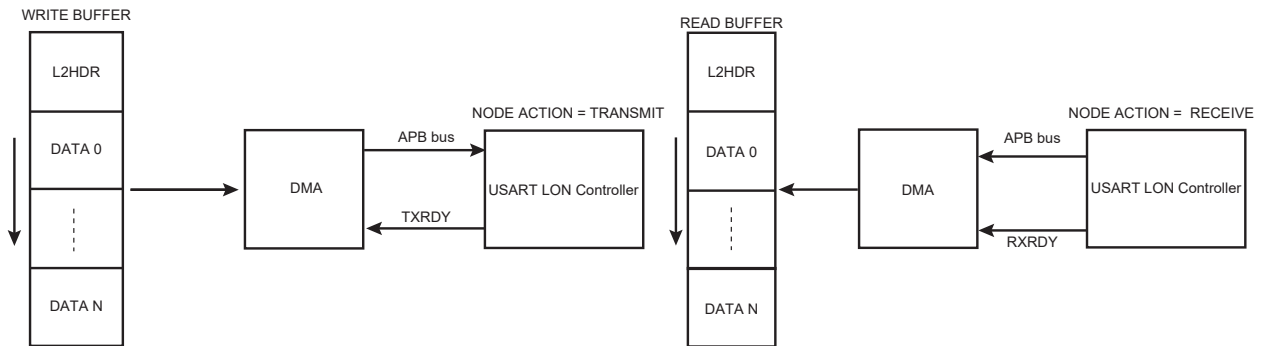 WRITE BUFFER
L2HDR
DATA 0
DATA N
DMA
APB bus
TXRDY
NODE ACTION = TRANSMIT
USART LON Controller
READ BUFFER
L2HDR
DATA 0
DATA N
DMA
APB bus
RXRDY
NODE ACTION = RECEIVE
USART LON Controller